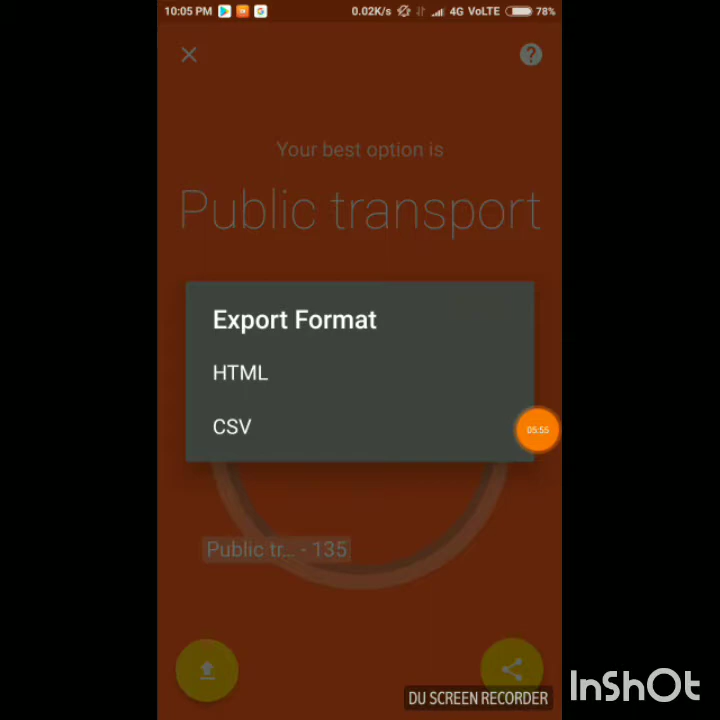 10:05 PM 0.02K/s 4G VoLTE 78%
Your best option is
Public transport
Export Format
HTML
CSV
05:55
Public tr... - 135
DU SCREEN RECORDER
InShOt